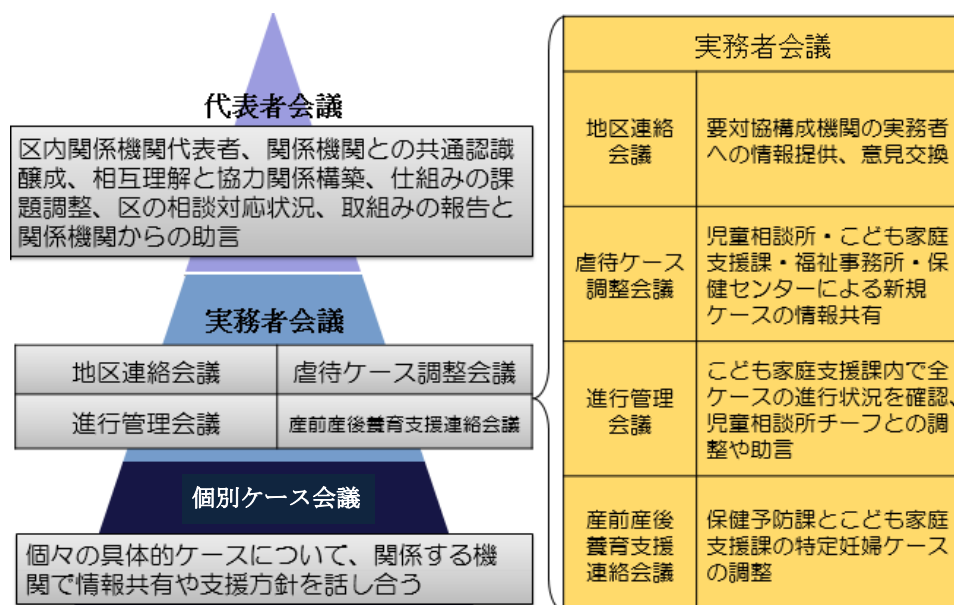 代表者会議
区内関係機関代表者、関係機関との共通認識
醸成、相互理解と協力関係構築、仕組みの課
題調整、区の相談対応状況、取組みの報告と
関係機関からの助言
実務者会議
地区連絡会議
虐待ケース調整会議
進行管理会議
産前産後養育支援連絡会議
個別ケース会議
個々の具体的ケースについて、関係する機
関で情報共有や支援方針を話し合う
実務者会議
地区連絡
会議
要対協構成機関の実務者
への情報提供、意見交換
虐待ケース
調整会議
児童相談所・こども家庭
支援課・福祉事務所・保
健センターによる新規
ケースの情報共有
進行管理
会議
こども家庭支援課内で全
ケースの進行状況を確認、
児童相談所チーフとの調
整や助言
産前産後
養育支援
連絡会議
保健予防課とこども家庭
支援課の特定妊婦ケース
の調整